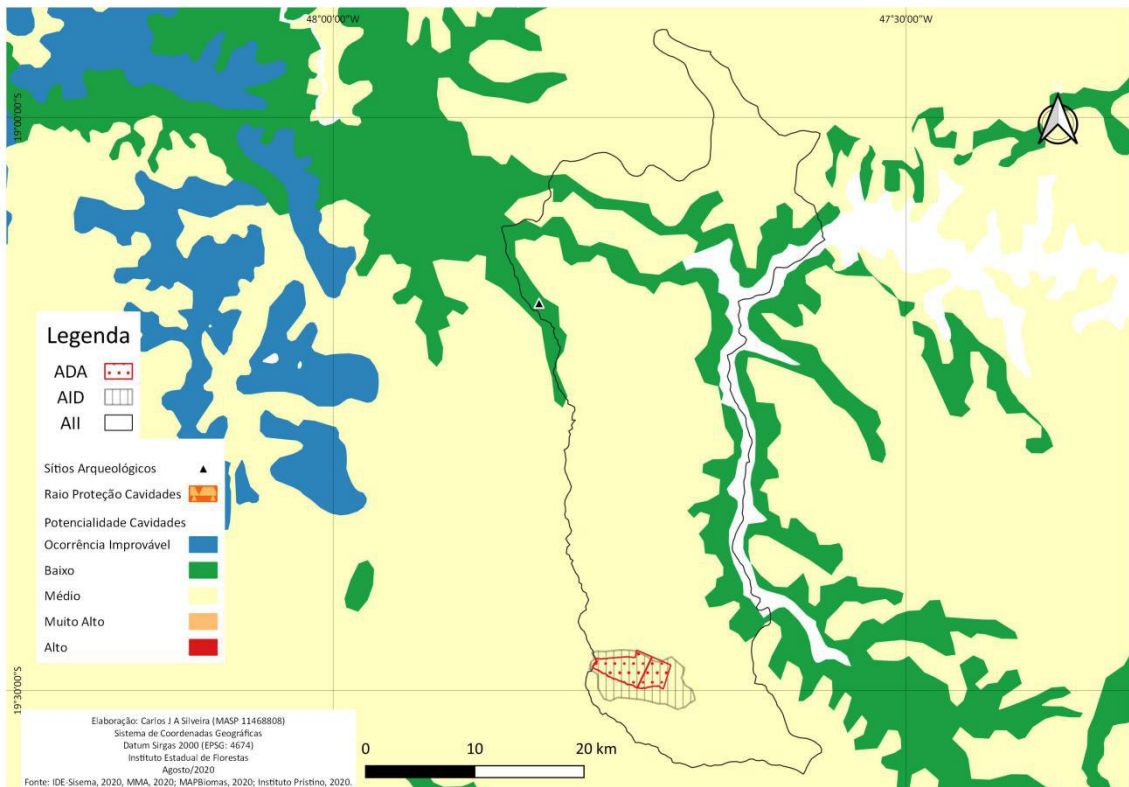 48°00'00''W
47°30'00''W
19°00'00''S
19°30'00''S
Legenda
ADA
AID
AII
Sítios Arqueológicos
Raio Proteção Cavidades
Potencialidade Cavidades
Ocorrência Improvável
Baixo
Médio
Muito Alto
Alto
Elaboração: Carlos J A Silveira (MASP 11468808)
Sistema de Coordenadas Geográficas
Datum Sirgas 2000 (EPSG: 4674)
Instituto Estadual de Florestas
Agosto/2020
Fonte: IDE-Sisema, 2020, MMA, 2020; MAPBiomas, 2020; Instituto Prístino, 2020.
0 10 20 km